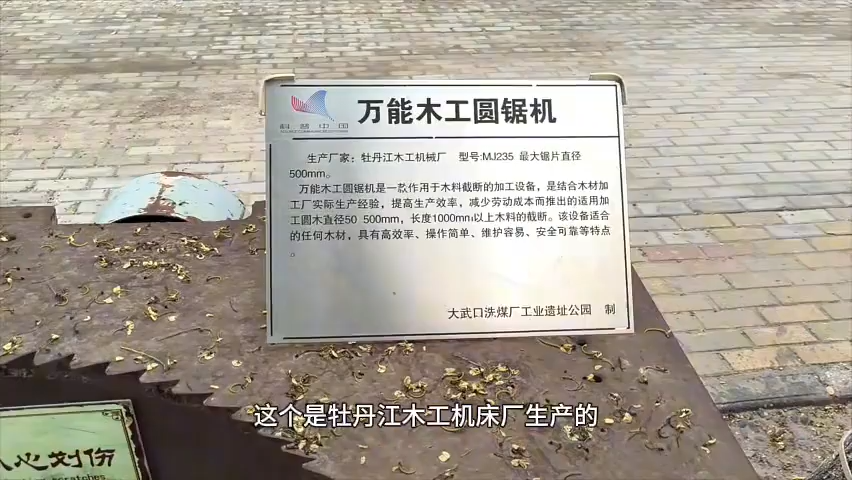 科普中国
万能木工圆锯机
生产厂家：牡丹江木工机械厂 型号:MJ235 最大锯片直径
500mm。
万能木工圆锯机是一款作用于木料截断的加工设备，是结合木材加
工厂实际生产经验，提高生产效率，减少劳动成本而推出的适用加
工圆木直径50 500mm，长度1000mm以上木料的截断。该设备适合
的任何木材，具有高效率、操作简单、维护容易、安全可靠等特点
。
大武口洗煤厂工业遗址公园 制
这个是牡丹江木工机床厂生产的
心划伤